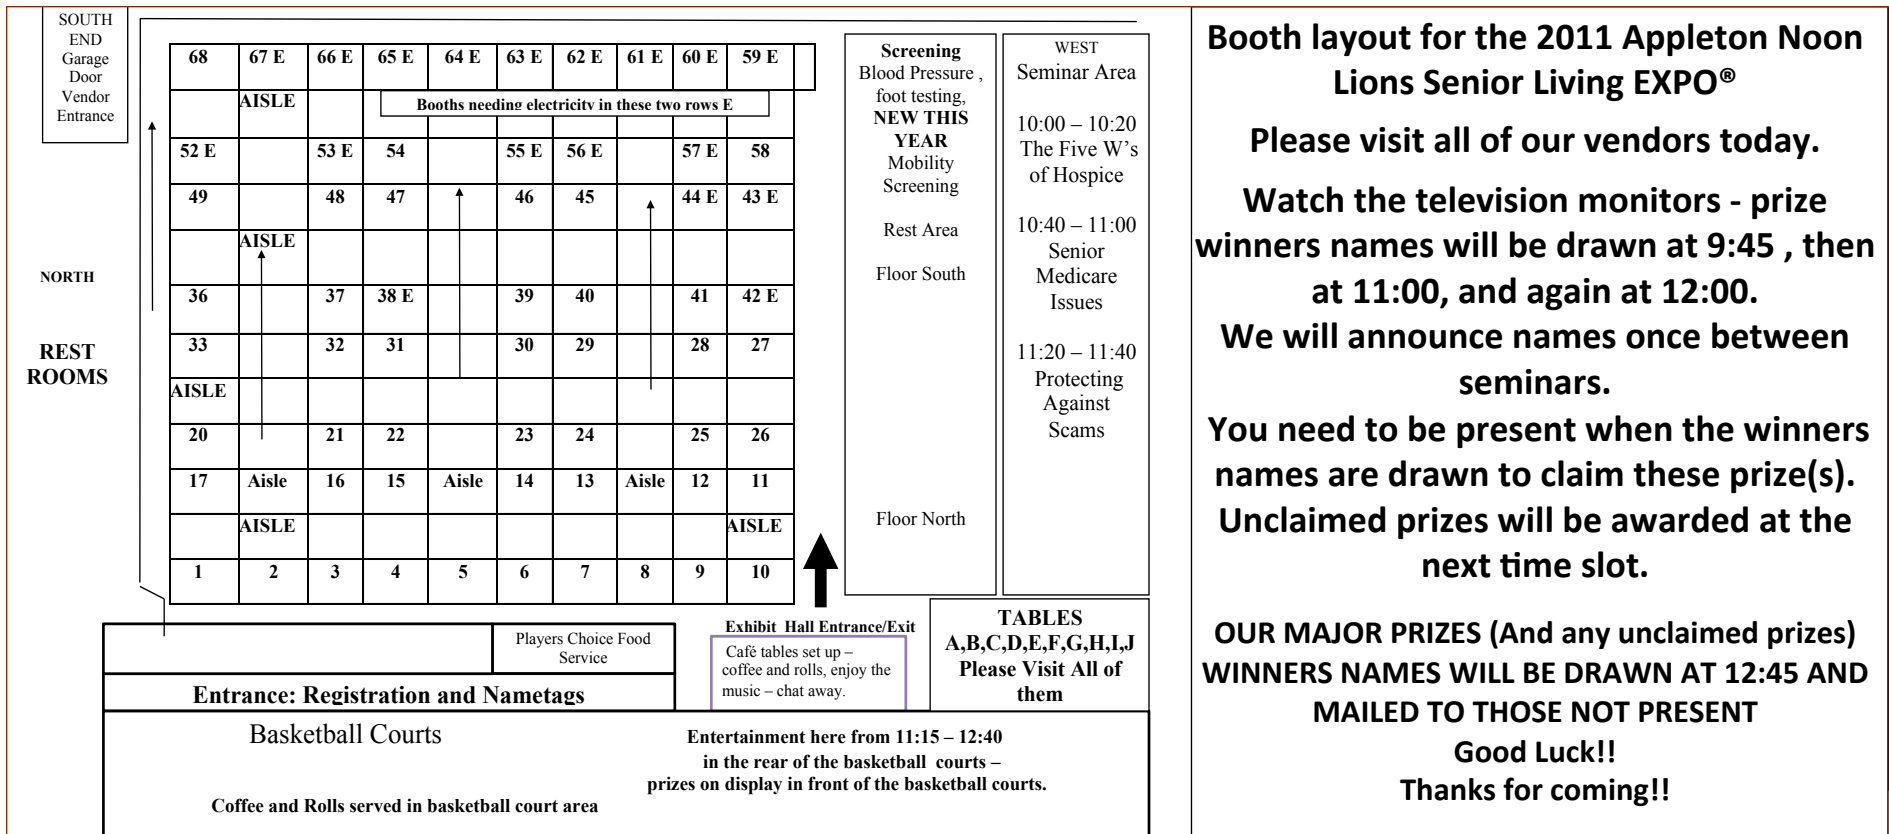 SOUTH
END
Garage
Door
Vendor
Entrance
NORTH
REST
ROOMS
68 67 E 66 E 65 E 64 E 63 E 62 E 61 E 60 E 59 E
AISLE
Booths needing electricity in these two rows E
52 E 53 E 54 55 E 56 E 57 E 58
49 48 47 46 45 44 E 43 E
AISLE
36 37 38 E 39 40 41 42 E
33 32 31 30 29 28 27
AISLE
20 21 22 23 24 25 26
17 Aisle 16 15 Aisle 14 13 Aisle 12 11
AISLE AISLE
1 2 3 4 5 6 7 8 9 10
Screening
Blood Pressure ,
foot testing,
NEW THIS
YEAR
Mobility
Screening
Rest Area
Floor South
Floor North
WEST
Seminar Area
10:00 – 10:20
The Five W's
of Hospice
10:40 – 11:00
Senior
Medicare
Issues
11:20 – 11:40
Protecting
Against
Scams
Exhibit Hall Entrance/Exit
Players Choice Food
Service
Entrance: Registration and Nametags
Café tables set up –
coffee and rolls, enjoy the
music – chat away.
TABLES
A,B,C,D,E,F,G,H,I,J
Please Visit All of
them
Basketball Courts
Coffee and Rolls served in basketball court area
Entertainment here from 11:15 – 12:40
in the rear of the basketball courts –
prizes on display in front of the basketball courts.
Booth layout for the 2011 Appleton Noon
Lions Senior Living EXPO®
Please visit all of our vendors today.
Watch the television monitors - prize
winners names will be drawn at 9:45 , then
at 11:00, and again at 12:00.
We will announce names once between
seminars.
You need to be present when the winners
names are drawn to claim these prize(s).
Unclaimed prizes will be awarded at the
next time slot.
OUR MAJOR PRIZES (And any unclaimed prizes)
WINNERS NAMES WILL BE DRAWN AT 12:45 AND
MAILED TO THOSE NOT PRESENT
Good Luck!!
Thanks for coming!!